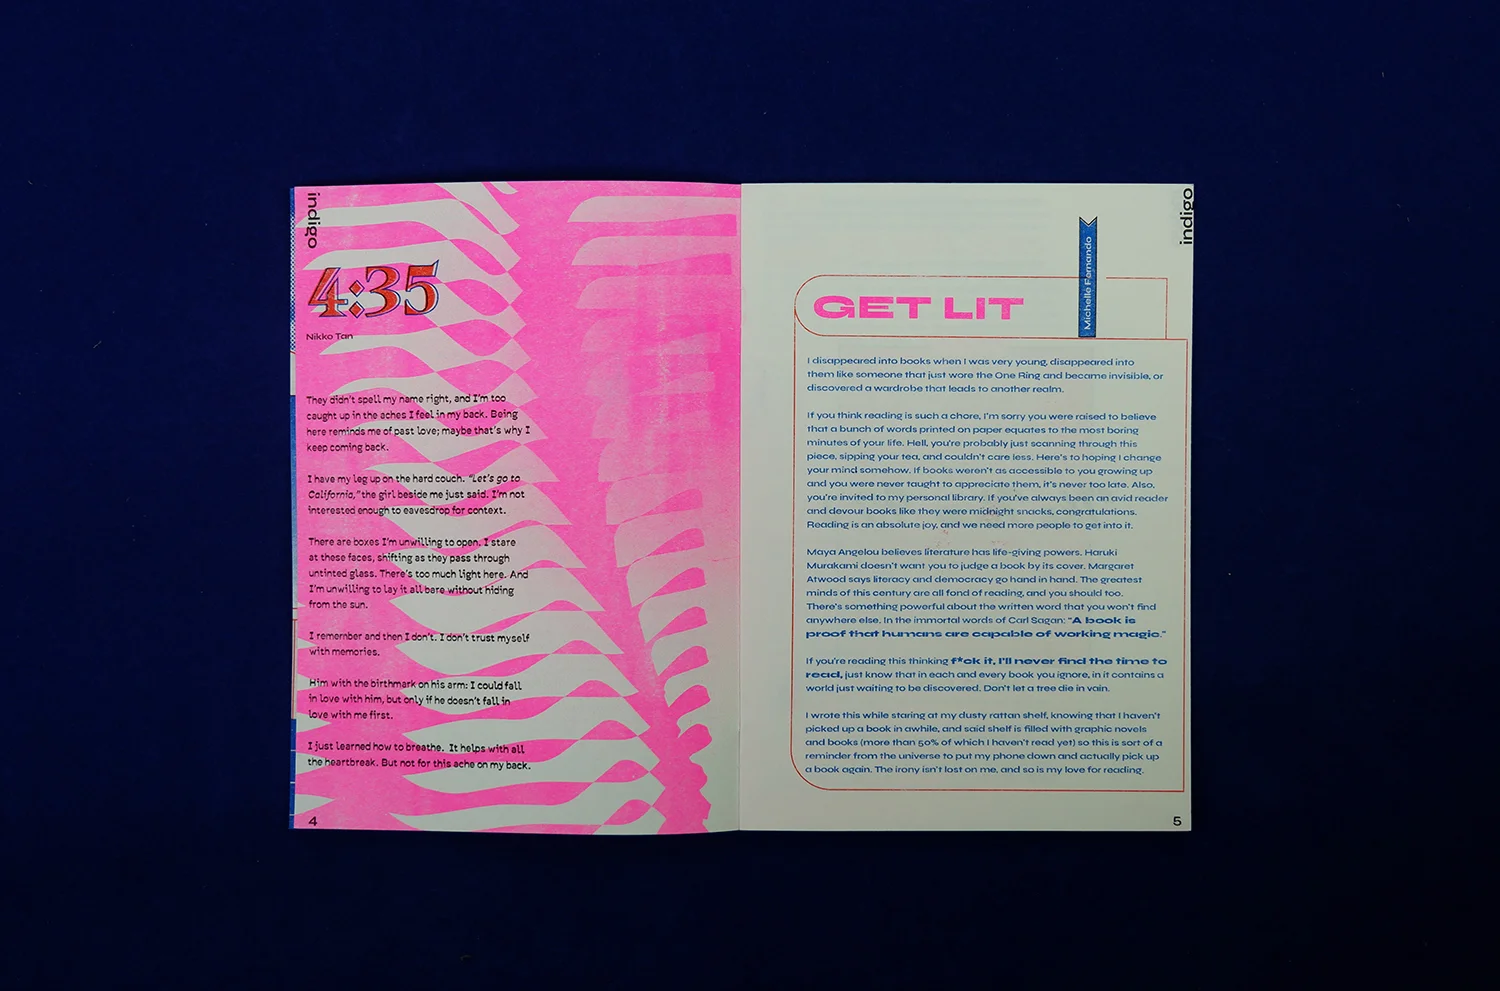 indigo
4:35
Nikko Tan
They didn't spell my name right, and I'm too
caught up in the aches I feel in my back. Being
here reminds me of past love; maybe that's why I
keep coming back.
I have my leg up on the hard couch. "Let's go to
California," the girl beside me just said. I'm not
interested enough to eavesdrop for context.
There are boxes I'm unwilling to open. I stare
at these faces, shifting as they pass through
untinted glass. There's too much light here. And
I'm unwilling to lay it all bare without hiding
from the sun.
I remember and then I don't. I don't trust myself
with memories.
Him with the birthmark on his arm: I could fall
in love with him, but only if he doesn't fall in
love with me first.
I just learned how to breathe. It helps with all
the heartbreak. But not for this ache on my back.
4
indigo
GET LIT
Michelle Fernando
I disappeared into books when I was very young, disappeared into
them like someone that just wore the One Ring and became invisible, or
discovered a wardrobe that leads to another realm.
If you think reading is such a chore, I'm sorry you were raised to believe
that a bunch of words printed on paper equates to the most boring
minutes of your life. Hell, you're probably just scanning through this
piece, sipping your tea, and couldn't care less. Here's to hoping I change
your mind somehow. If books weren't as accessible to you growing up
and you were never taught to appreciate them, it's never too late. Also,
you're invited to my personal library. If you've always been an avid reader
and devour books like they were midnight snacks, congratulations.
Reading is an absolute joy, and we need more people to get into it.
Maya Angelou believes literature has life-giving powers. Haruki
Murakami doesn't want you to judge a book by its cover. Margaret
Atwood says literacy and democracy go hand in hand. The greatest
minds of this century are all fond of reading, and you should too.
There's something powerful about the written word that you won't find
anywhere else. In the immortal words of Carl Sagan: "A book is
proof that humans are capable of working magic."
If you're reading this thinking f*ck it, I'll never find the time to
read, just know that in each and every book you ignore, in it contains a
world just waiting to be discovered. Don't let a tree die in vain.
I wrote this while staring at my dusty rattan shelf, knowing that I haven't
picked up a book in awhile, and said shelf is filled with graphic novels
and books (more than 50% of which I haven't read yet) so this is sort of a
reminder from the universe to put my phone down and actually pick up
a book again. The irony isn't lost on me, and so is my love for reading.
5